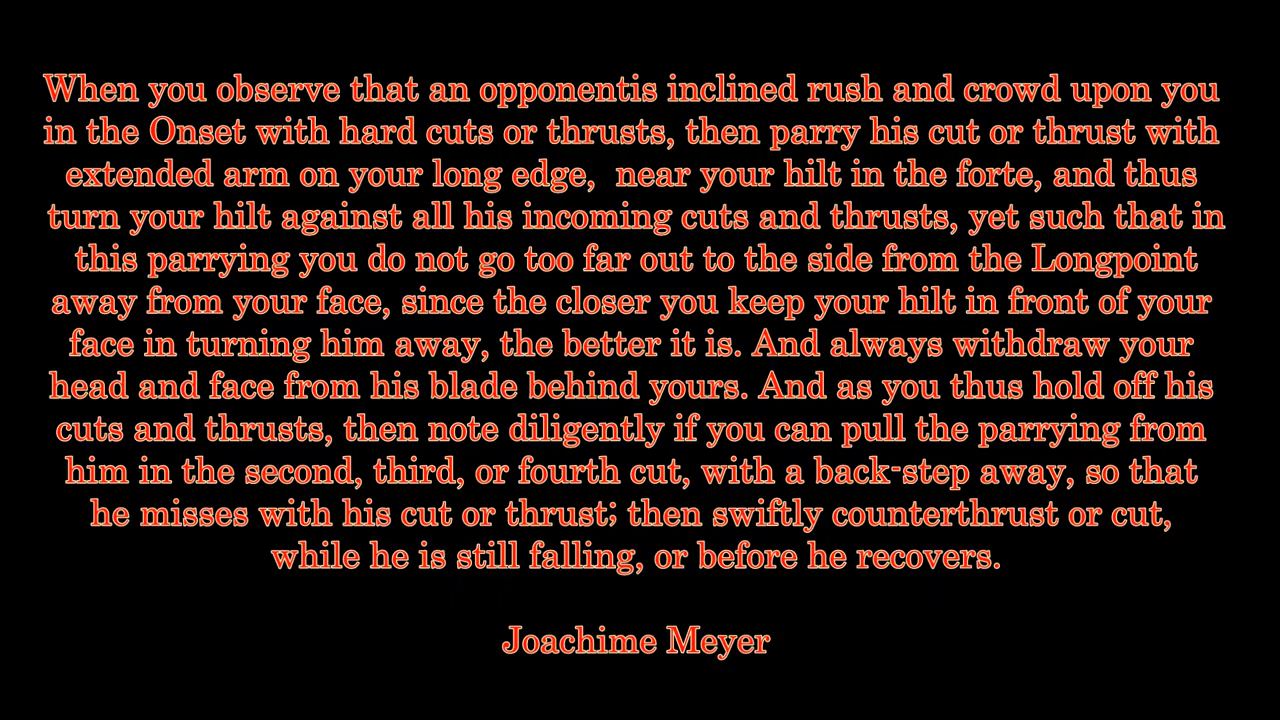 When you observe that an opponentis inclined rush and crowd upon you
in the Onset with hard cuts or thrusts, then parry his cut or thrust with
extended arm on your long edge,  near your hilt in the forte, and thus
turn your hilt against all his incoming cuts and thrusts, yet such that in
this parrying you do not go too far out to the side from the Longpoint
away from your face, since the closer you keep your hilt in front of your
face in turning him away, the better it is. And always withdraw your
head and face from his blade behind yours. And as you thus hold off his
cuts and thrusts, then note diligently if you can pull the parrying from
him in the second, third, or fourth cut, with a back-step away, so that
he misses with his cut or thrust; then swiftly counterthrust or cut,
while he is still falling, or before he recovers.
Joachime Meyer